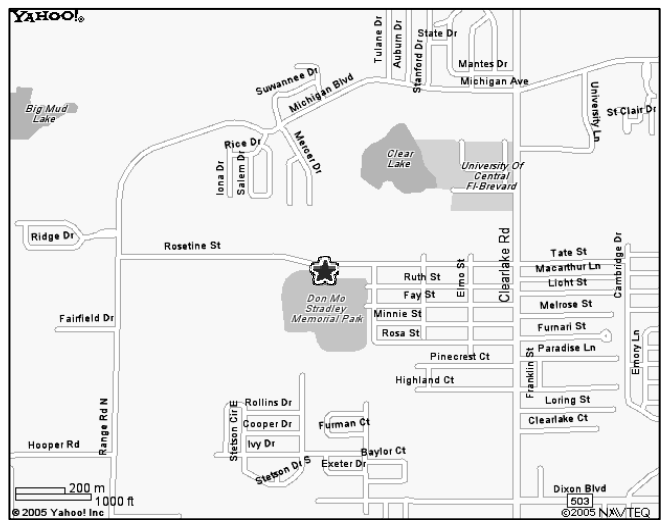 YAHOO!®
Tulane Dr
Auburn Dr
Stanford Dr
State Dr
Mantes Dr
Michigan Ave
Suwannee Dr
Michigan Blvd
University Ln
St Clair Dr
Big Mud
Lake
Rice Dr
Mercer Dr
Iona Dr
Salem Dr
Clear
Lake
University Of
Central
Fl-Brevard
Ridge Dr
Rosetine St
Clearlake Rd
Cambridge Dr
Tate St
Macarthur Ln
Ruth St
Ermo St
Licht St
Don Mo
Stradley
Memorial Park
Fay St
Melrose St
Minnie St
Fairfield Dr
Rosa St
Furnari St
Paradise Ln
Emory Ln
Pinecrest Ct
Franklin St
Highland Ct
Range Rd N
Stetson Cir E
Rollins Dr
Loring St
Cooper Dr
Furman Ct
Clearlake Ct
Hooper Rd
Ivy Dr
Baylor Ct
Stetson Dr S
Exeter Dr
Dixon Blvd
200 m
1000 ft
503
©2005 Yahoo! Inc
©2005 NAVTEQ